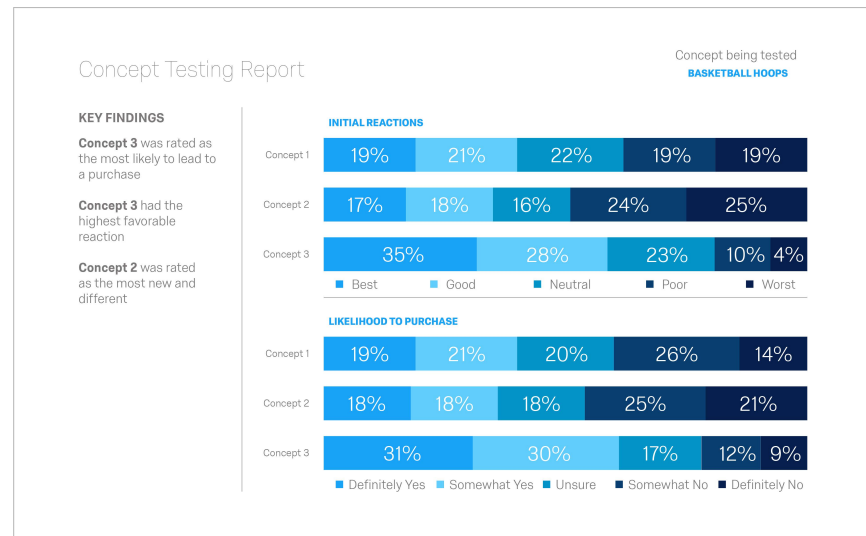 Concept Testing Report
Concept being tested
BASKETBALL HOOPS
KEY FINDINGS
Concept 3 was rated as
the most likely to lead to
a purchase
Concept 3 had the
highest favorable
reaction
Concept 2 was rated
as the most new and
different
INITIAL REACTIONS
Concept 1 19% 21% 22% 19% 19%
Concept 2 17% 18% 16% 24% 25%
Concept 3 35% 28% 23% 10% 4%
Best Good Neutral Poor Worst
LIKELIHOOD TO PURCHASE
Concept 1 19% 21% 20% 26% 14%
Concept 2 18% 18% 18% 25% 21%
Concept 3 31% 30% 17% 12% 9%
Definitely Yes Somewhat Yes Unsure Somewhat No Definitely No